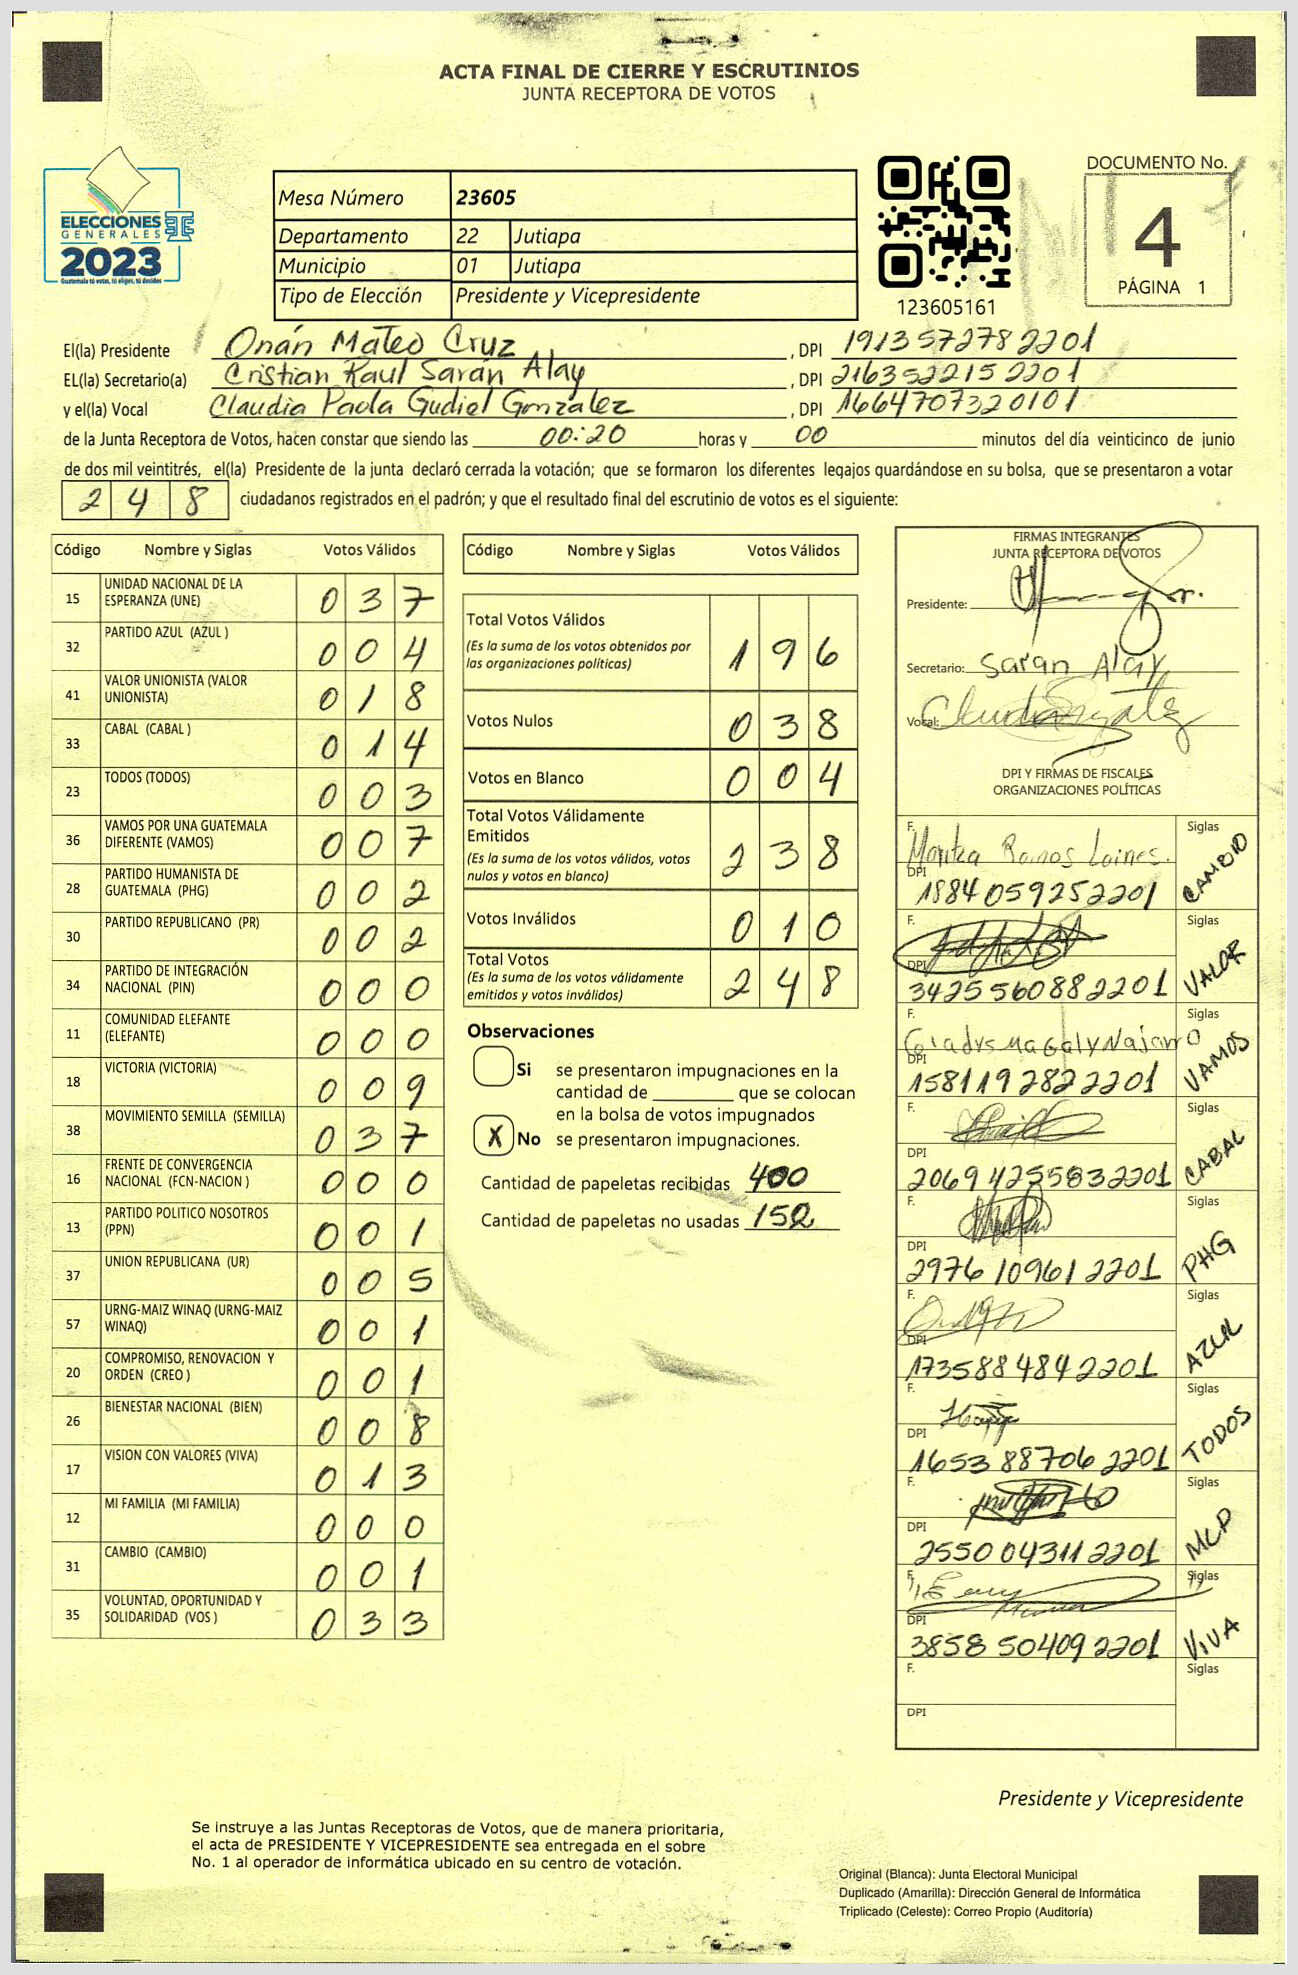 ACTA FINAL DE CIERRE Y ESCRUTINIOS
JUNTA RECEPTORA DE VOTOS
ELECCIONES
GENERALES
2023
Guatemala tú votas, tú eliges, tú decides
Mesa Número 23605
Departamento 22 Jutiapa
Municipio 01 Jutiapa
Tipo de Elección Presidente y Vicepresidente
123605161
DOCUMENTO No.
4
PÁGINA 1
El(la) Presidente Onán Mateo Cruz , DPI 1913572782201
EL(la) Secretario(a) Cristian Raul Sarán Alay , DPI 2163522152201
y el(la) Vocal Claudia Paola Gudiel González , DPI 1664707320101
de la Junta Receptora de Votos, hacen constar que siendo las 00:20 horas y 00 minutos del día veinticinco de junio
de dos mil veintitrés, el(la) Presidente de la junta declaró cerrada la votación; que se formaron los diferentes legajos guardándose en su bolsa, que se presentaron a votar
248 ciudadanos registrados en el padrón; y que el resultado final del escrutinio de votos es el siguiente:
Código Nombre y Siglas Votos Válidos
15 UNIDAD NACIONAL DE LA ESPERANZA (UNE) 037
32 PARTIDO AZUL (AZUL ) 004
41 VALOR UNIONISTA (VALOR UNIONISTA) 018
33 CABAL (CABAL ) 014
23 TODOS (TODOS) 003
36 VAMOS POR UNA GUATEMALA DIFERENTE (VAMOS) 007
28 PARTIDO HUMANISTA DE GUATEMALA (PHG) 002
30 PARTIDO REPUBLICANO (PR) 002
34 PARTIDO DE INTEGRACIÓN NACIONAL (PIN) 000
11 COMUNIDAD ELEFANTE (ELEFANTE) 000
18 VICTORIA (VICTORIA) 009
38 MOVIMIENTO SEMILLA (SEMILLA) 037
16 FRENTE DE CONVERGENCIA NACIONAL (FCN-NACION ) 000
13 PARTIDO POLITICO NOSOTROS (PPN) 001
37 UNION REPUBLICANA (UR) 005
57 URNG-MAIZ WINAQ (URNG-MAIZ WINAQ) 001
20 COMPROMISO, RENOVACION Y ORDEN (CREO ) 001
26 BIENESTAR NACIONAL (BIEN) 008
17 VISION CON VALORES (VIVA) 013
12 MI FAMILIA (MI FAMILIA) 000
31 CAMBIO (CAMBIO) 001
35 VOLUNTAD, OPORTUNIDAD Y SOLIDARIDAD (VOS ) 033
Código Nombre y Siglas Votos Válidos
Total Votos Válidos
(Es la suma de los votos obtenidos por
las organizaciones políticas) 196
Votos Nulos 038
Votos en Blanco 004
Total Votos Válidamente
Emitidos
(Es la suma de los votos válidos, votos
nulos y votos en blanco) 238
Votos Inválidos 010
Total Votos
(Es la suma de los votos válidamente
emitidos y votos inválidos) 248
Observaciones
Si se presentaron impugnaciones en la
cantidad de ________ que se colocan
en la bolsa de votos impugnados
X No se presentaron impugnaciones.
Cantidad de papeletas recibidas 400
Cantidad de papeletas no usadas 152
FIRMAS INTEGRANTES
JUNTA RECEPTORA DE VOTOS
Presidente:
Secretario: Sarán Alay
Vocal:
DPI Y FIRMAS DE FISCALES
ORGANIZACIONES POLÍTICAS
F. Maritza Ramos Laines. Siglas
DPI 1884059252201 CAMBIO
F. Siglas
DPI 3425560882201 VALOR
F. Gladys Magaly Najarro Siglas
DPI 1581192822201 VAMOS
F. Siglas
DPI 20694255832201 CABAL
F. Siglas
DPI 2976109612201 PHG
F. Siglas
DPI 1735884842201 AZUL
F. Siglas
DPI 1653887062201 TODOS
F. Siglas
DPI 2550043112201 MLP
F. Siglas
DPI 3858504092201 VIVA
F. Siglas
DPI
Presidente y Vicepresidente
Se instruye a las Juntas Receptoras de Votos, que de manera prioritaria,
el acta de PRESIDENTE Y VICEPRESIDENTE sea entregada en el sobre
No. 1 al operador de informática ubicado en su centro de votación.
Original (Blanca): Junta Electoral Municipal
Duplicado (Amarilla): Dirección General de Informática
Triplicado (Celeste): Correo Propio (Auditoría)